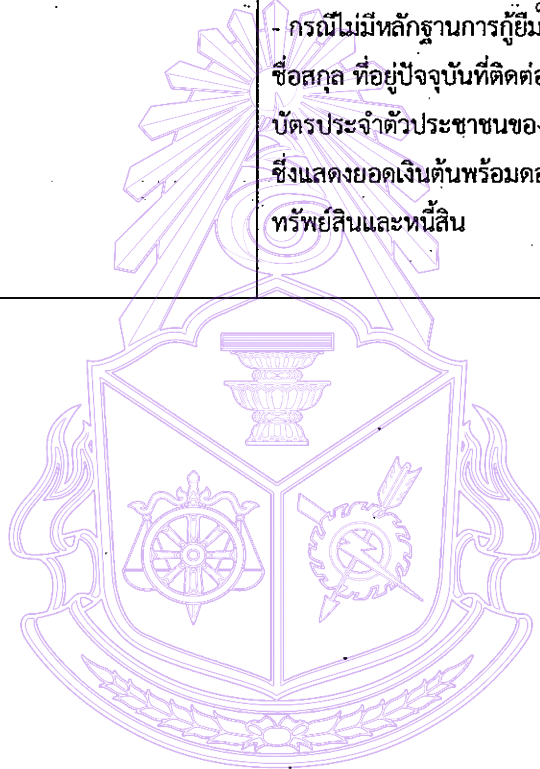 - กรณีไม่มีหลักฐานการกู้ยืม
ชื่อสกุล ที่อยู่ปัจจุบันที่ติดต่อ
บัตรประจำตัวประชาชนของ
ซึ่งแสดงยอดเงินต้นพร้อมดอ
ทรัพย์สินและหนี้สิน